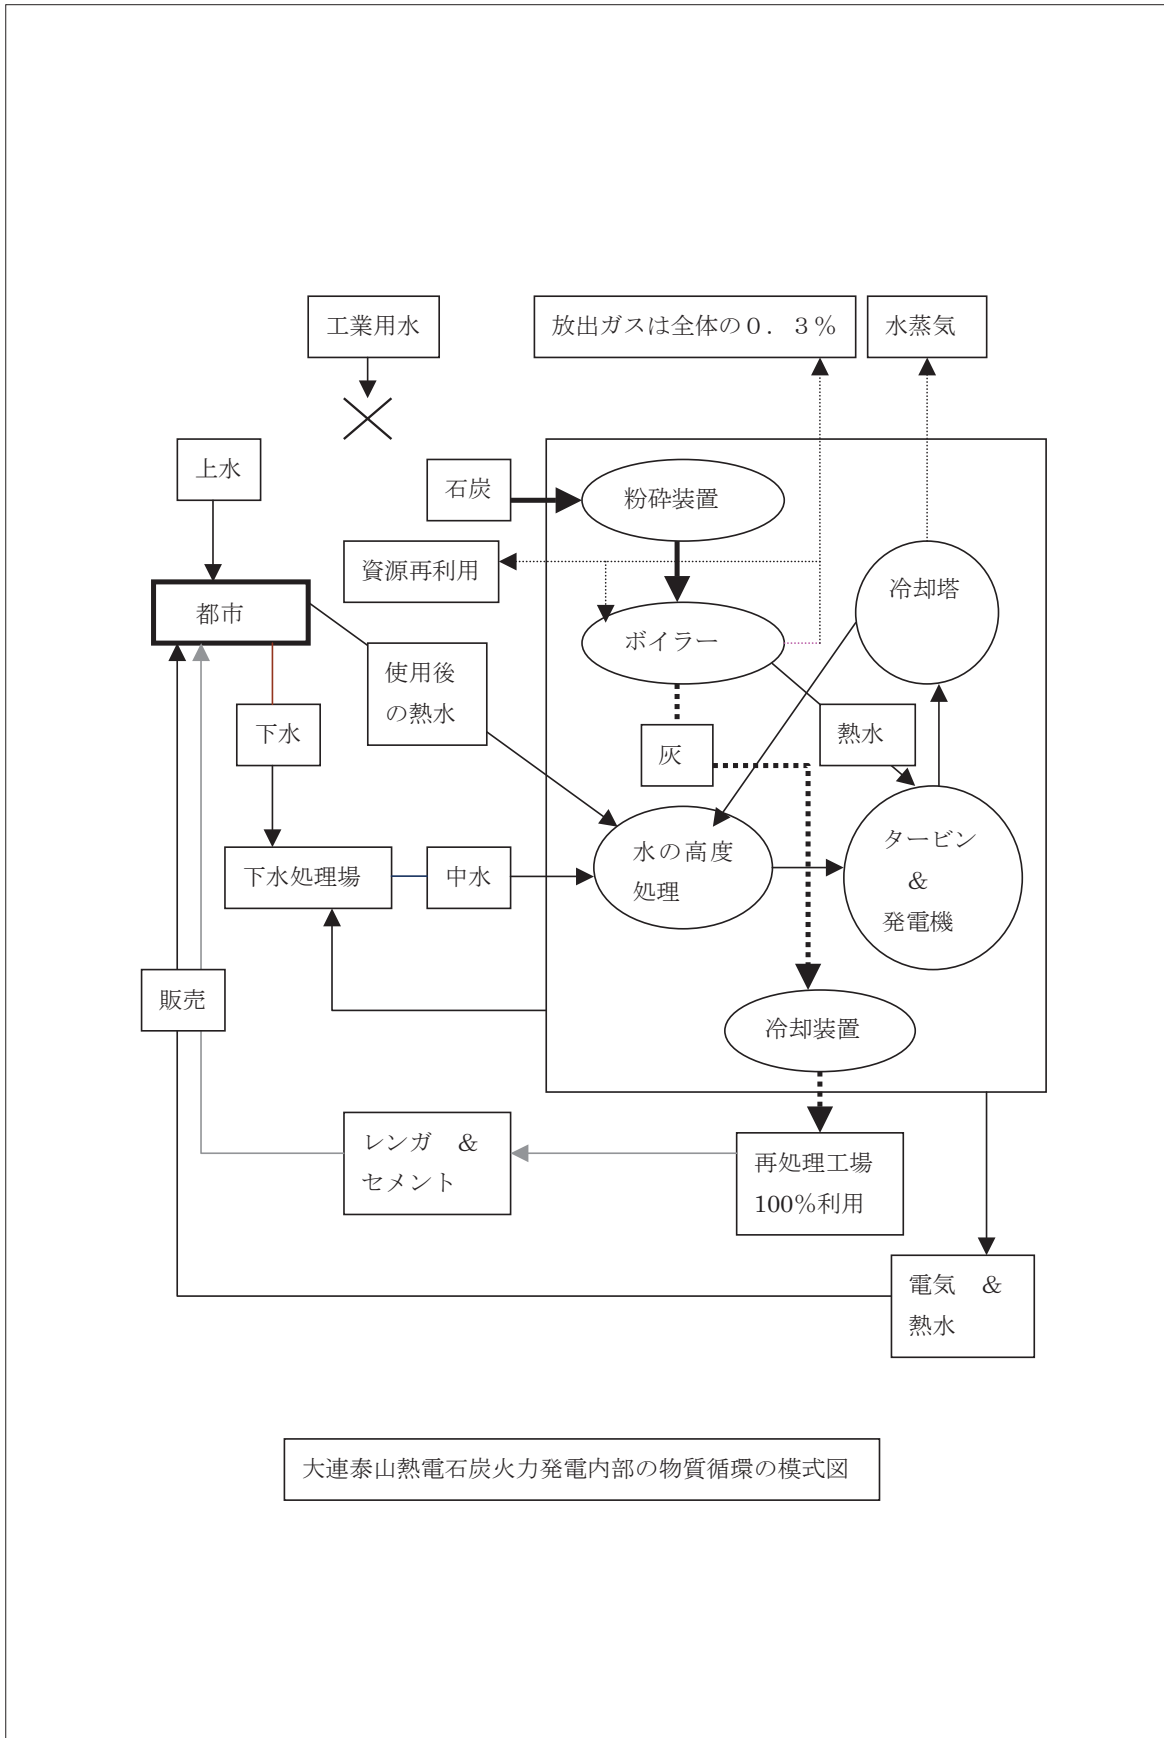 工業用水
放出ガスは全体の０．３％
水蒸気
上水
石炭
粉砕装置
資源再利用
冷却塔
都市
ボイラー
使用後
の熱水
下水
灰
熱水
水の高度
処理
タービン
＆
発電機
下水処理場
中水
販売
冷却装置
レンガ　＆
セメント
再処理工場
100％利用
電気　＆
熱水
大連泰山熱電石炭火力発電内部の物質循環の模式図